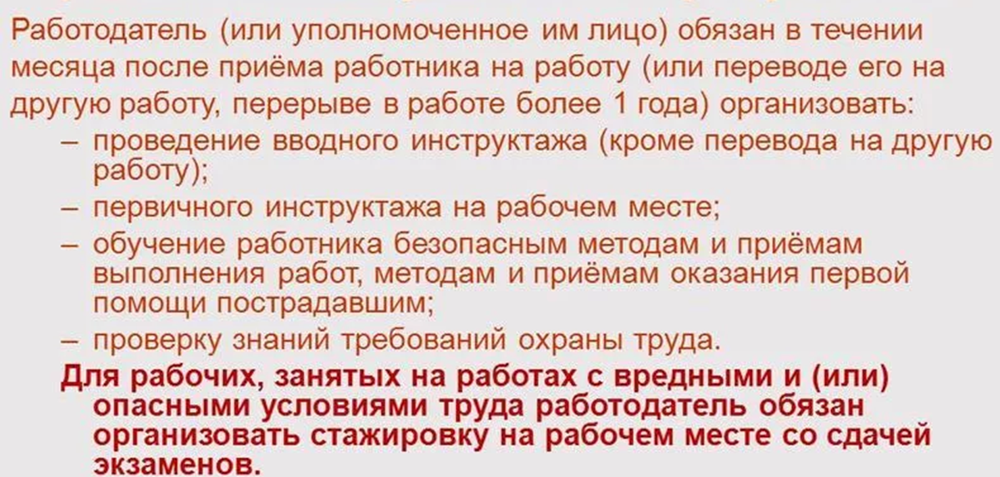 Работодатель (или уполномоченное им лицо) обязан в течении
месяца после приёма работника на работу (или переводе его на
другую работу, перерыве в работе более 1 года) организовать:
– проведение вводного инструктажа (кроме перевода на другую
работу);
– первичного инструктажа на рабочем месте;
– обучение работника безопасным методам и приёмам
выполнения работ, методам и приёмам оказания первой
помощи пострадавшим;
– проверку знаний требований охраны труда.
Для рабочих, занятых на работах с вредными и (или)
опасными условиями труда работодатель обязан
организовать стажировку на рабочем месте со сдачей
экзаменов.